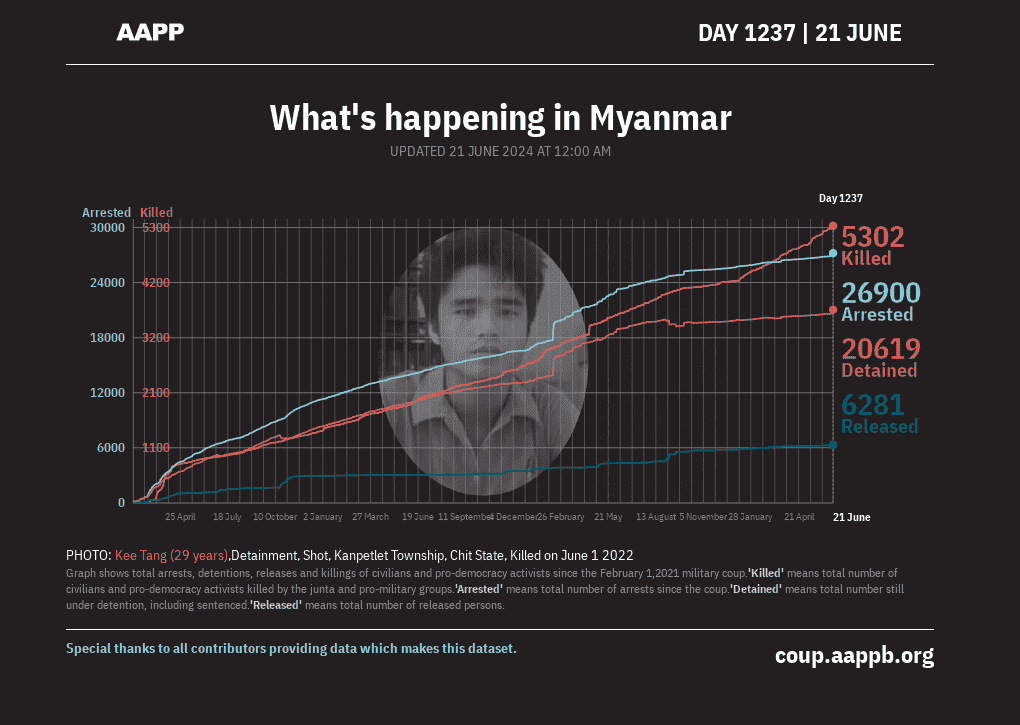 AAPP
DAY 1237 | 21 JUNE
What's happening in Myanmar
UPDATED 21 JUNE 2024 AT 12:00 AM
Day 1237
Arrested Killed
30000 5300
24000 4200
18000 3200
12000 2100
6000 1100
0
5302
Killed
26900
Arrested
20619
Detained
6281
Released
25 April 18 July 10 October 2 January 27 March 19 June 11 September 4 December 26 February 21 May 13 August 5 November 28 January 21 April 21 June
PHOTO: Kee Tang (29 years),Detainment, Shot, Kanpetlet Township, Chit State, Killed on June 1 2022
Graph shows total arrests, detentions, releases and killings of civilians and pro-democracy activists since the February 1,2021 military coup.'Killed' means total number of
civilians and pro-democracy activists killed by the junta and pro-military groups.'Arrested' means total number of arrests since the coup.'Detained' means total number still
under detention, including sentenced.'Released' means total number of released persons.
Special thanks to all contributors providing data which makes this dataset.
coup.aappb.org